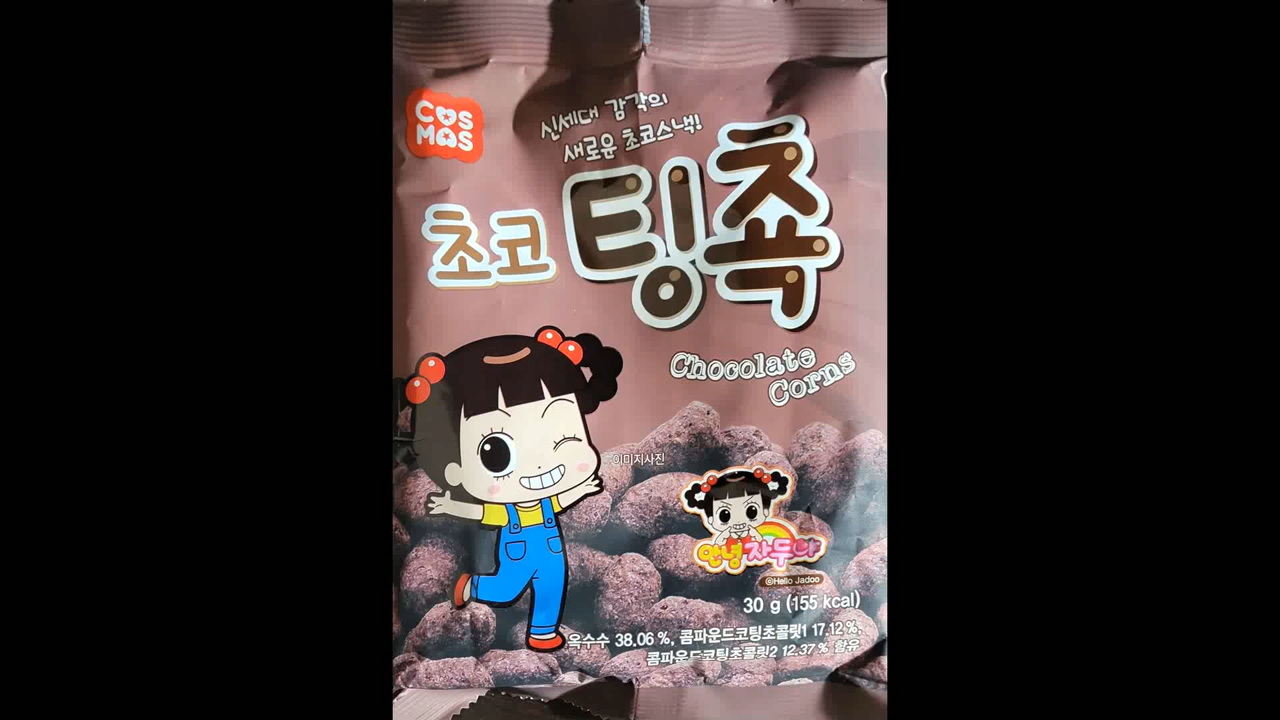 COS
MOS
신세대 감각의
새로운 초코스낵!
초코 팅쵹
Chocolate
Corns
이미지사진
안녕 자두야
©Hello Jadoo
30 g (155 kcal)
옥수수 38.06 %, 콤파운드코팅초콜릿1 17.12 %,
콤파운드코팅초콜릿2 12.37 % 함유